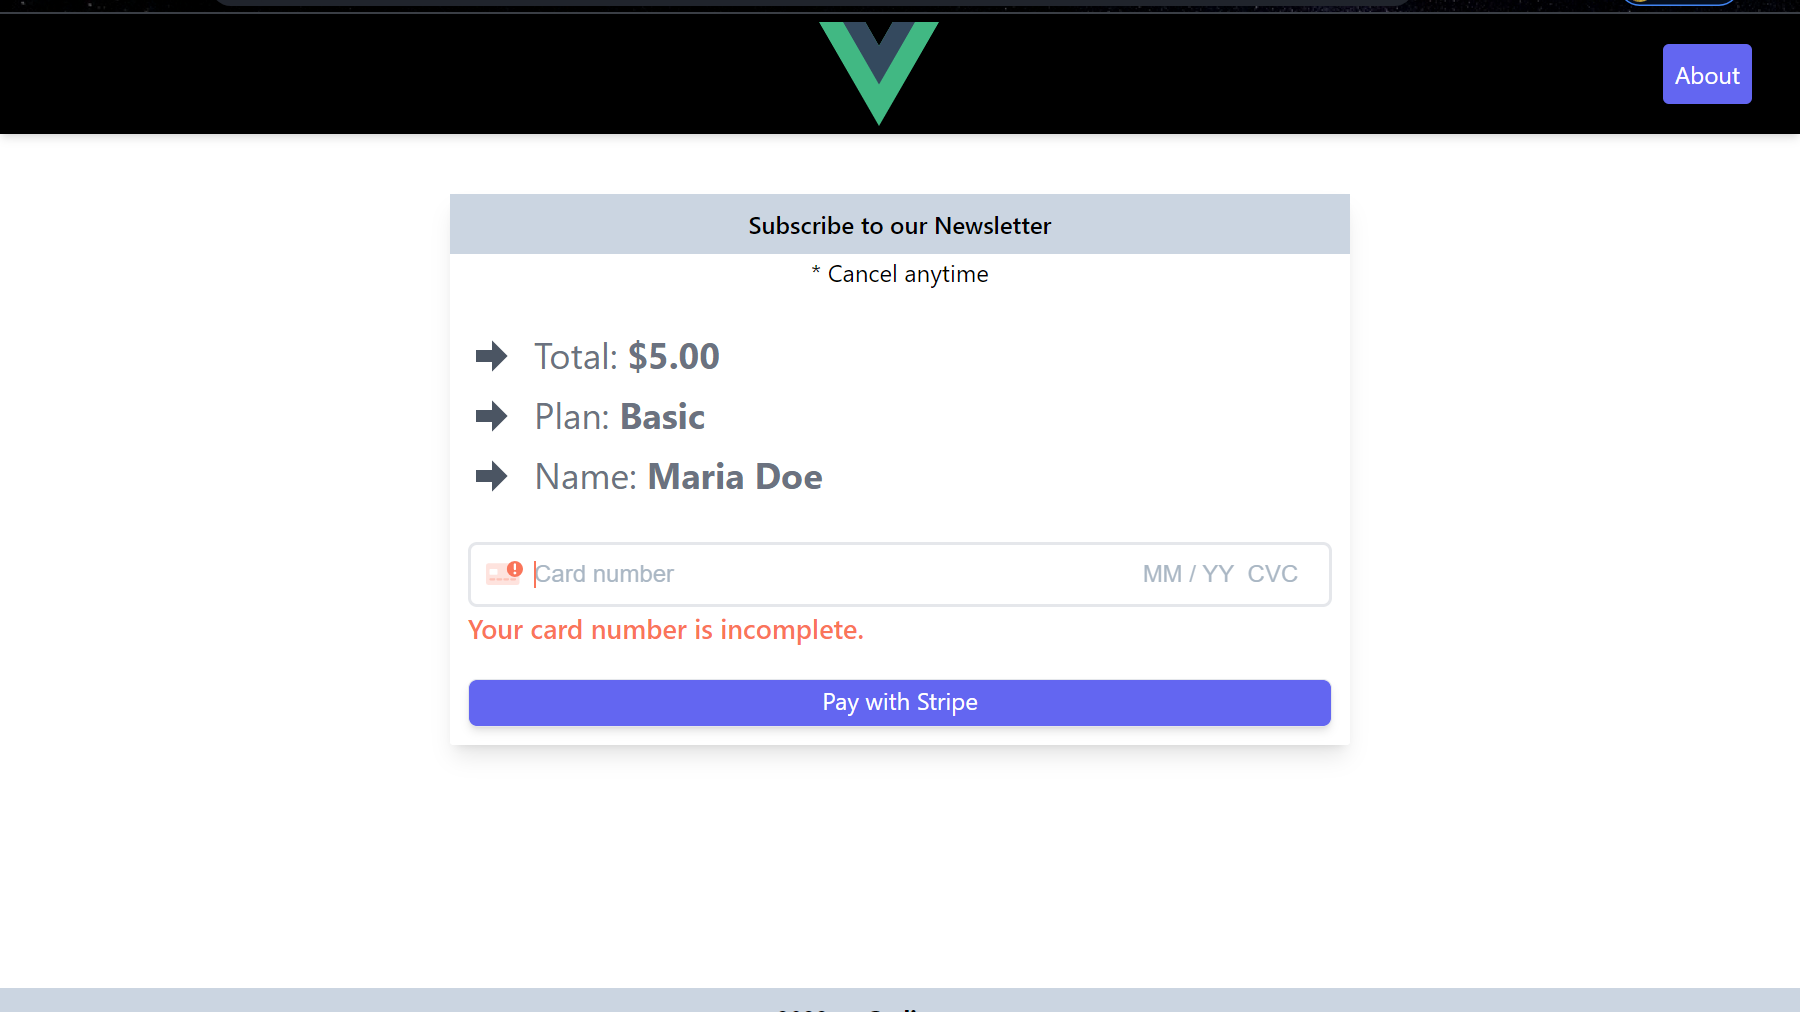 About
Subscribe to our Newsletter
* Cancel anytime
Total: $5.00
Plan: Basic
Name: Maria Doe
Card number MM / YY CVC
Your card number is incomplete.
Pay with Stripe